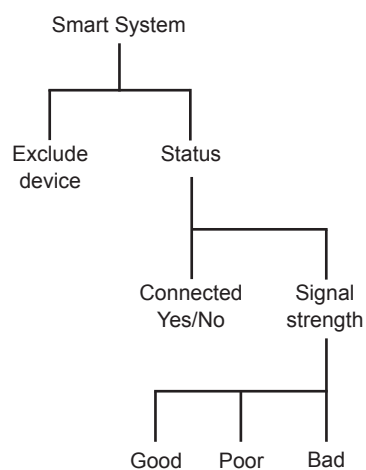 Smart System
Exclude
device
Status
Connected
Yes/No
Signal
strength
Good
Poor
Bad